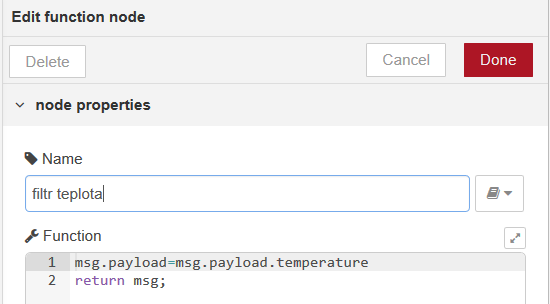 Edit function node
Delete
Cancel
Done
node properties
Name
filtr teplota
Function
1 msg.payload=msg.payload.temperature
2 return msg;